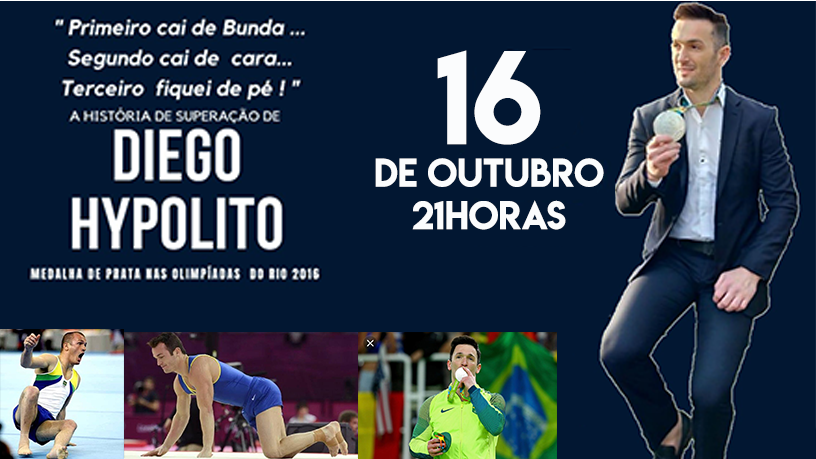 " Primeiro cai de Bunda ...
Segundo cai de cara...
Terceiro fiquei de pé ! "
A HISTÓRIA DE SUPERAÇÃO DE
DIEGO
HYPOLITO
MEDALHA DE PRATA NAS OLIMPÍADAS DO RIO 2016
16
DE OUTUBRO
21HORAS